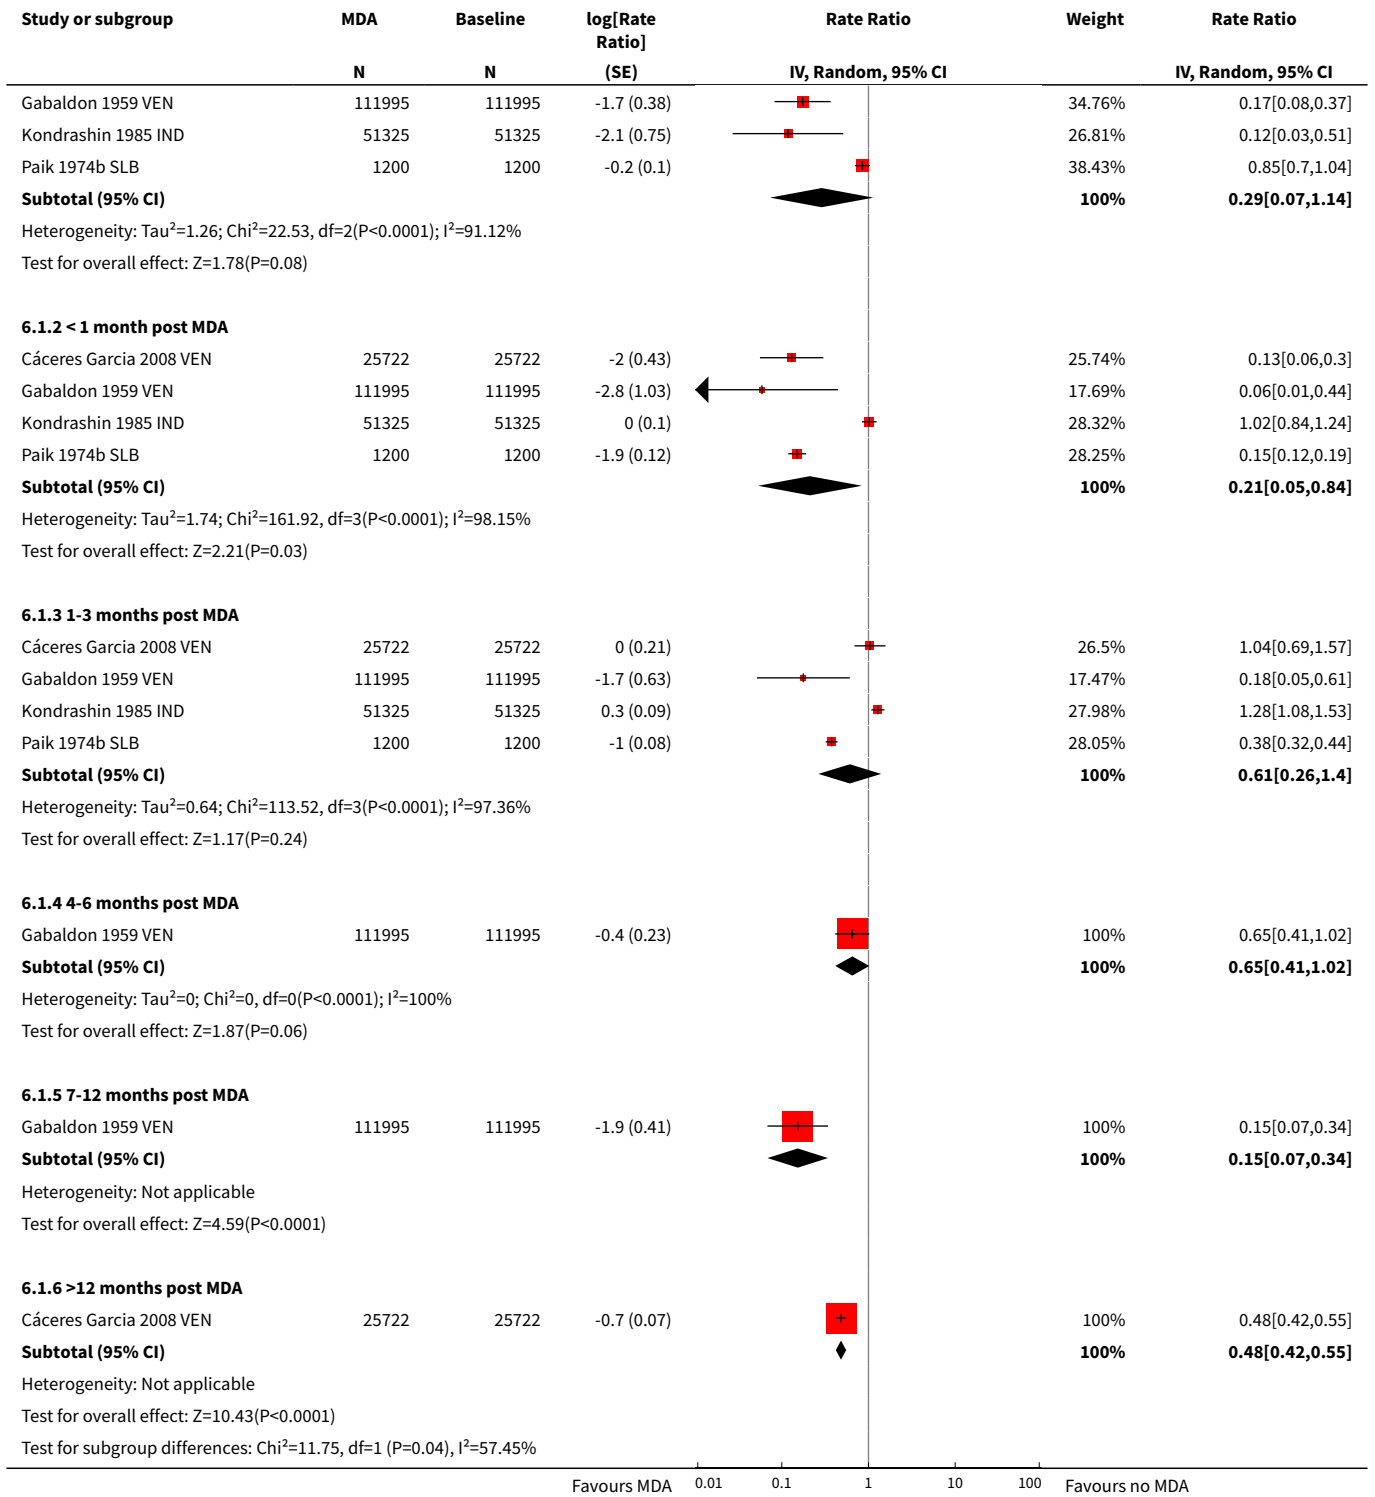 Study or subgroup MDA Baseline log[Rate Ratio] Rate Ratio Weight Rate Ratio
N N (SE) IV, Random, 95% CI IV, Random, 95% CI
Gabaldon 1959 VEN 111995 111995 -1.7 (0.38) 34.76% 0.17[0.08,0.37]
Kondrashin 1985 IND 51325 51325 -2.1 (0.75) 26.81% 0.12[0.03,0.51]
Paik 1974b SLB 1200 1200 -0.2 (0.1) 38.43% 0.85[0.7,1.04]
Subtotal (95% CI) 100% 0.29[0.07,1.14]
Heterogeneity: Tau²=1.26; Chi²=22.53, df=2(P<0.0001); I²=91.12%
Test for overall effect: Z=1.78(P=0.08)
6.1.2 < 1 month post MDA
Cáceres Garcia 2008 VEN 25722 25722 -2 (0.43) 25.74% 0.13[0.06,0.3]
Gabaldon 1959 VEN 111995 111995 -2.8 (1.03) 17.69% 0.06[0.01,0.44]
Kondrashin 1985 IND 51325 51325 0 (0.1) 28.32% 1.02[0.84,1.24]
Paik 1974b SLB 1200 1200 -1.9 (0.12) 28.25% 0.15[0.12,0.19]
Subtotal (95% CI) 100% 0.21[0.05,0.84]
Heterogeneity: Tau²=1.74; Chi²=161.92, df=3(P<0.0001); I²=98.15%
Test for overall effect: Z=2.21(P=0.03)
6.1.3 1-3 months post MDA
Cáceres Garcia 2008 VEN 25722 25722 0 (0.21) 26.5% 1.04[0.69,1.57]
Gabaldon 1959 VEN 111995 111995 -1.7 (0.63) 17.47% 0.18[0.05,0.61]
Kondrashin 1985 IND 51325 51325 0.3 (0.09) 27.98% 1.28[1.08,1.53]
Paik 1974b SLB 1200 1200 -1 (0.08) 28.05% 0.38[0.32,0.44]
Subtotal (95% CI) 100% 0.61[0.26,1.4]
Heterogeneity: Tau²=0.64; Chi²=113.52, df=3(P<0.0001); I²=97.36%
Test for overall effect: Z=1.17(P=0.24)
6.1.4 4-6 months post MDA
Gabaldon 1959 VEN 111995 111995 -0.4 (0.23) 100% 0.65[0.41,1.02]
Subtotal (95% CI) 100% 0.65[0.41,1.02]
Heterogeneity: Tau²=0; Chi²=0, df=0(P<0.0001); I²=100%
Test for overall effect: Z=1.87(P=0.06)
6.1.5 7-12 months post MDA
Gabaldon 1959 VEN 111995 111995 -1.9 (0.41) 100% 0.15[0.07,0.34]
Subtotal (95% CI) 100% 0.15[0.07,0.34]
Heterogeneity: Not applicable
Test for overall effect: Z=4.59(P<0.0001)
6.1.6 >12 months post MDA
Cáceres Garcia 2008 VEN 25722 25722 -0.7 (0.07) 100% 0.48[0.42,0.55]
Subtotal (95% CI) 100% 0.48[0.42,0.55]
Heterogeneity: Not applicable
Test for overall effect: Z=10.43(P<0.0001)
Test for subgroup differences: Chi²=11.75, df=1 (P=0.04), I²=57.45%
Favours MDA 0.01 0.1 1 10 100 Favours no MDA